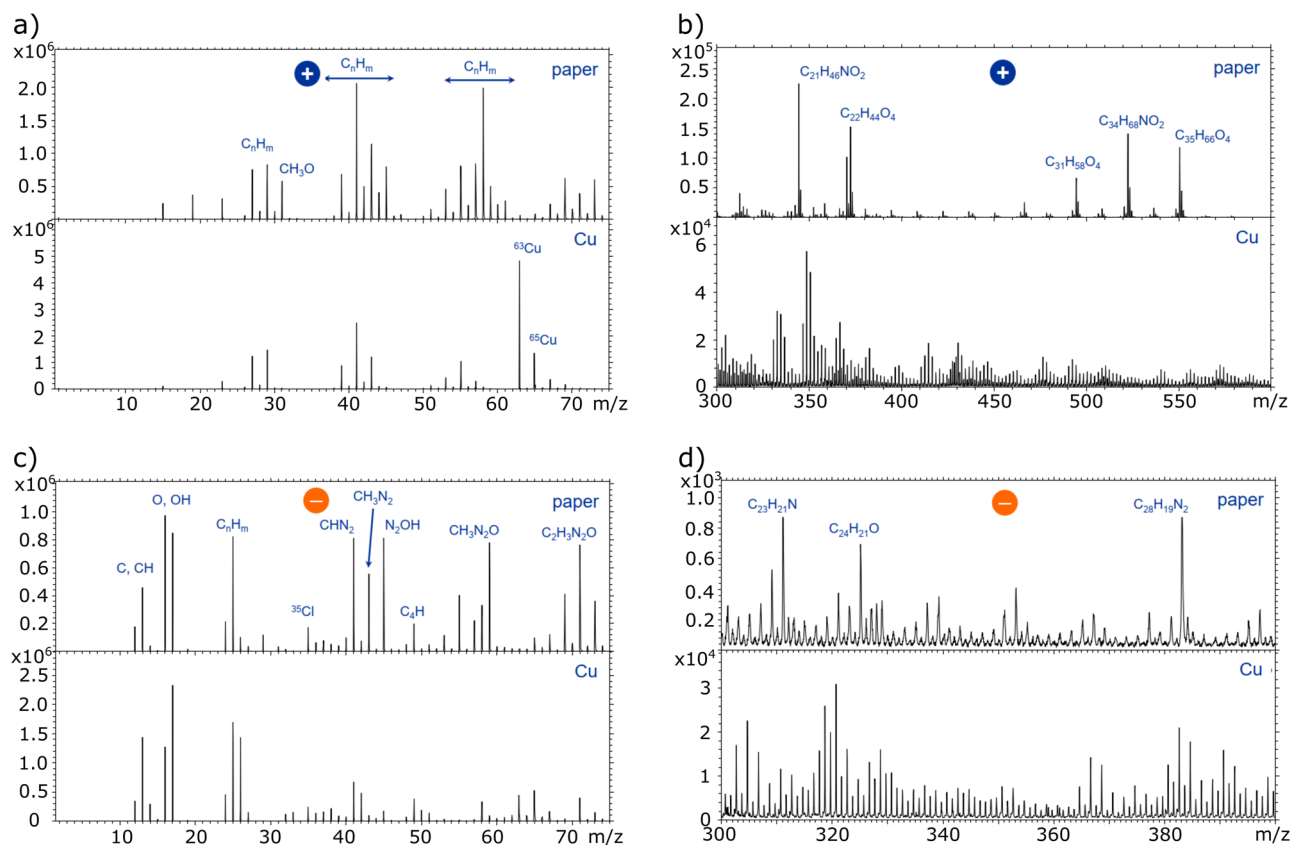 a)
x10⁶
paper
2.0
1.5
1.0
0.5
+
CₙHₘ
CₙHₘ
CₙHₘ
CH₃O
x10⁶
Cu
6
5
4
3
2
1
0
⁶³Cu
⁶⁵Cu
10 20 30 40 50 60 70 m/z
b)
x10⁵
paper
2.5
2.0
1.5
1.0
0.5
+
C₂₁H₄₆NO₂
C₂₂H₄₄O₄
C₃₁H₅₈O₄
C₃₄H₆₈NO₂
C₃₅H₆₆O₄
x10⁴
Cu
6
4
2
0
300 350 400 450 500 550 m/z
c)
x10⁶
paper
1.0
0.8
0.6
0.4
0.2
−
C, CH
O, OH
CₙHₘ
³⁵Cl
CHN₂
CH₃N₂
N₂OH
C₄H
CH₃N₂O
C₂H₃N₂O
x10⁶
Cu
2.5
2.0
1.5
1.0
0.5
0
10 20 30 40 50 60 70 m/z
d)
x10³
paper
1.0
0.8
0.6
0.4
0.2
−
C₂₃H₂₁N
C₂₄H₂₁O
C₂₈H₁₉N₂
x10⁴
Cu
3
2
1
0
300 320 340 360 380 m/z